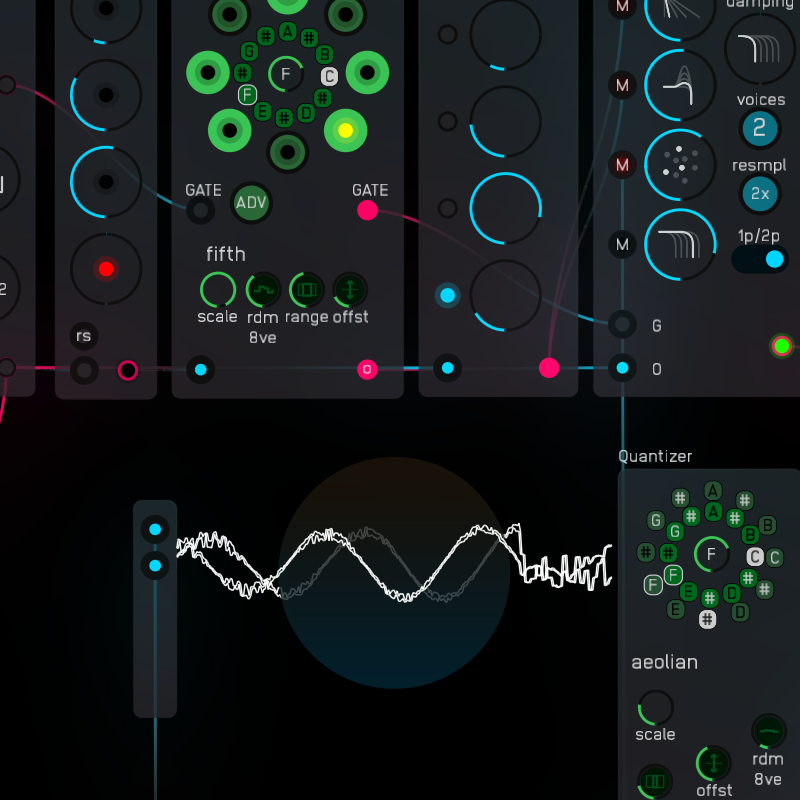 damping
M
# A #
G B
M
# F C
F #
E # D
voices
2
M
resmpl
2x
GATE ADV GATE
M
1p/2p
fifth
2
scale rdm range offst
8ve
rs
G
O
O
Quantizer
A
# #
G # A # B
G B
# # F C C
F F # #
E E # D D
#
aeolian
scale
rdm
8ve
offst